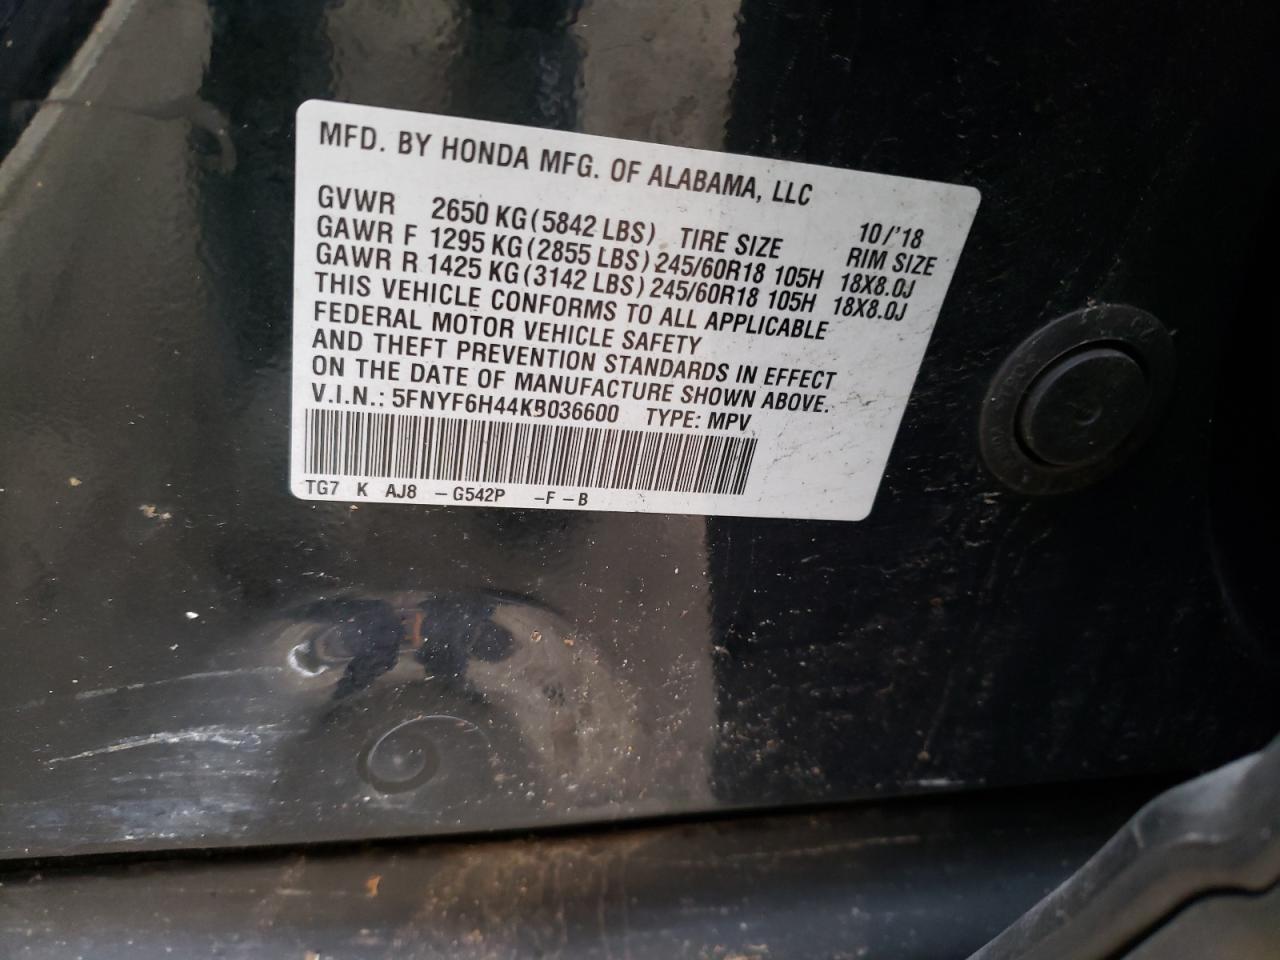 MFD. BY HONDA MFG. OF ALABAMA, LLC
10/'18
GVWR 2650 KG (5842 LBS) TIRE SIZE RIM SIZE
GAWR F 1295 KG (2855 LBS) 245/60R18 105H 18X8.0J
GAWR R 1425 KG (3142 LBS) 245/60R18 105H 18X8.0J
THIS VEHICLE CONFORMS TO ALL APPLICABLE
FEDERAL MOTOR VEHICLE SAFETY
AND THEFT PREVENTION STANDARDS IN EFFECT
ON THE DATE OF MANUFACTURE SHOWN ABOVE.
V.I.N.: 5FNYF6H44KB036600 TYPE: MPV
TG7 K AJ8 –G542P –F –B